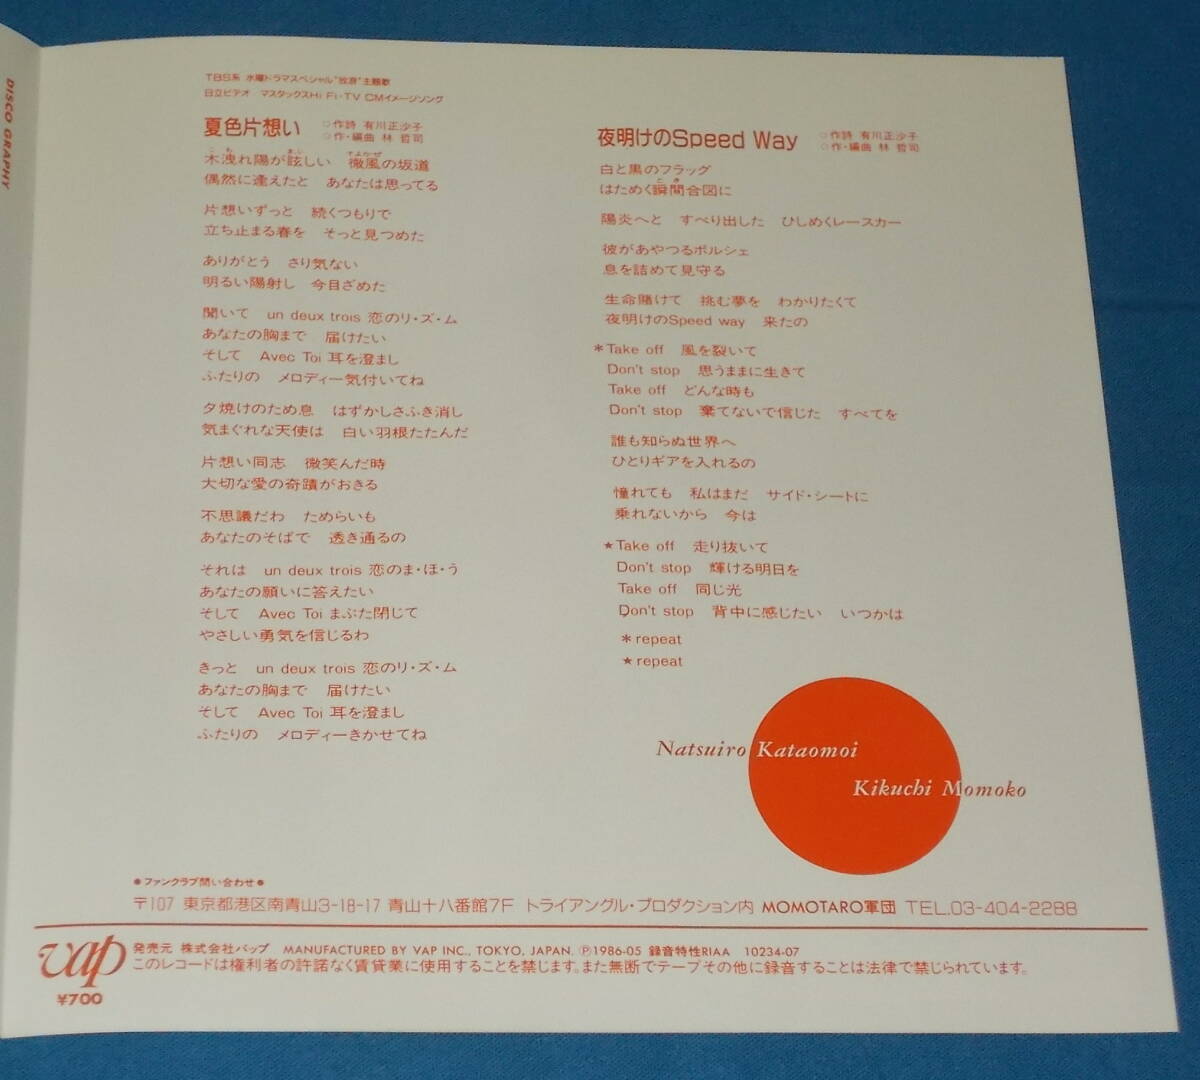 DISCO GRAPHY
TBS系 水曜ドラマスペシャル"放浪"主題歌
日立ビデオ マスタックスHi Fi・TV CMイメージソング
夏色片想い
○作詩 有川正沙子
○作・編曲 林 哲司
木洩れ陽が眩しい 微風の坂道
偶然に逢えたと あなたは思ってる
片想いずっと 続くつもりで
立ち止まる春を そっと見つめた
ありがとう さり気ない
明るい陽射し 今目ざめた
聞いて un deux trois 恋のリ・ズ・ム
あなたの胸まで 届けたい
そして Avec Toi 耳を澄まし
ふたりの メロディー気付いてね
夕焼けのため息 はずかしさふき消し
気まぐれな天使は 白い羽根たたんだ
片想い同志 微笑んだ時
大切な愛の奇蹟がおきる
不思議だわ ためらいも
あなたのそばで 透き通るの
それは un deux trois 恋のま・ほ・う
あなたの願いに答えたい
そして Avec Toi まぶた閉じて
やさしい勇気を信じるわ
きっと un deux trois 恋のリ・ズ・ム
あなたの胸まで 届けたい
そして Avec Toi 耳を澄まし
ふたりの メロディーきかせてね
夜明けのSpeed Way
○作詩 有川正沙子
○作・編曲 林 哲司
白と黒のフラッグ
はためく瞬間合図に
陽炎へと すべり出した ひしめくレースカー
彼があやつるポルシェ
息を詰めて見守る
生命賭けて 挑む夢を わかりたくて
夜明けのSpeed way 来たの
*Take off 風を裂いて
Don't stop 思うままに生きて
Take off どんな時も
Don't stop 棄てないで信じた すべてを
誰も知らぬ世界へ
ひとりギアを入れるの
憧れても 私はまだ サイド・シートに
乗れないから 今は
★Take off 走り抜いて
Don't stop 輝ける明日を
Take off 同じ光
Don't stop 背中に感じたい いつかは
*repeat
★repeat
Natsuiro Kataomoi
Kikuchi Momoko
●ファンクラブ問い合わせ●
〒107 東京都港区南青山3-18-17 青山十八番館7F トライアングル・プロダクション内 MOMOTARO軍団 TEL.03-404-2288
vap
¥700
発売元 株式会社バップ MANUFACTURED BY VAP INC., TOKYO, JAPAN. Ⓟ1986-05 録音特性RIAA 10234-07
このレコードは権利者の許諾なく賃貸業に使用することを禁じます。また無断でテープその他に録音することは法律で禁じられています。